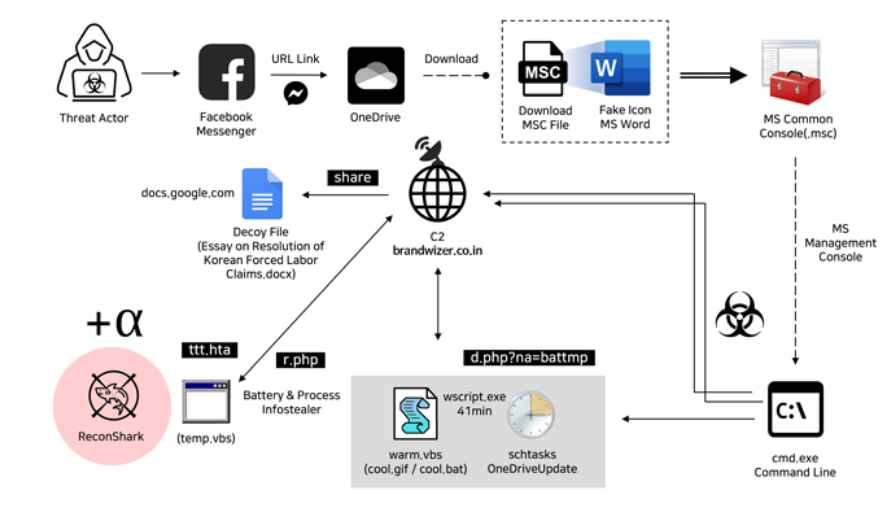 Threat Actor
Facebook
Messenger
URL Link
OneDrive
Download
MSC
W
Download
MSC File
Fake Icon
MS Word
MS Common
Console(.msc)
docs.google.com
share
Decoy File
(Essay on Resolution of
Korean Forced Labor
Claims.docx)
C2
brandwizer.co.in
MS
Management
Console
+α
ReconShark
ttt.hta
(temp.vbs)
r.php
Battery & Process
Infostealer
d.php?na=battmp
wscript.exe
41min
warm.vbs
(cool.gif / cool.bat)
schtasks
OneDriveUpdate
C:\
cmd.exe
Command Line